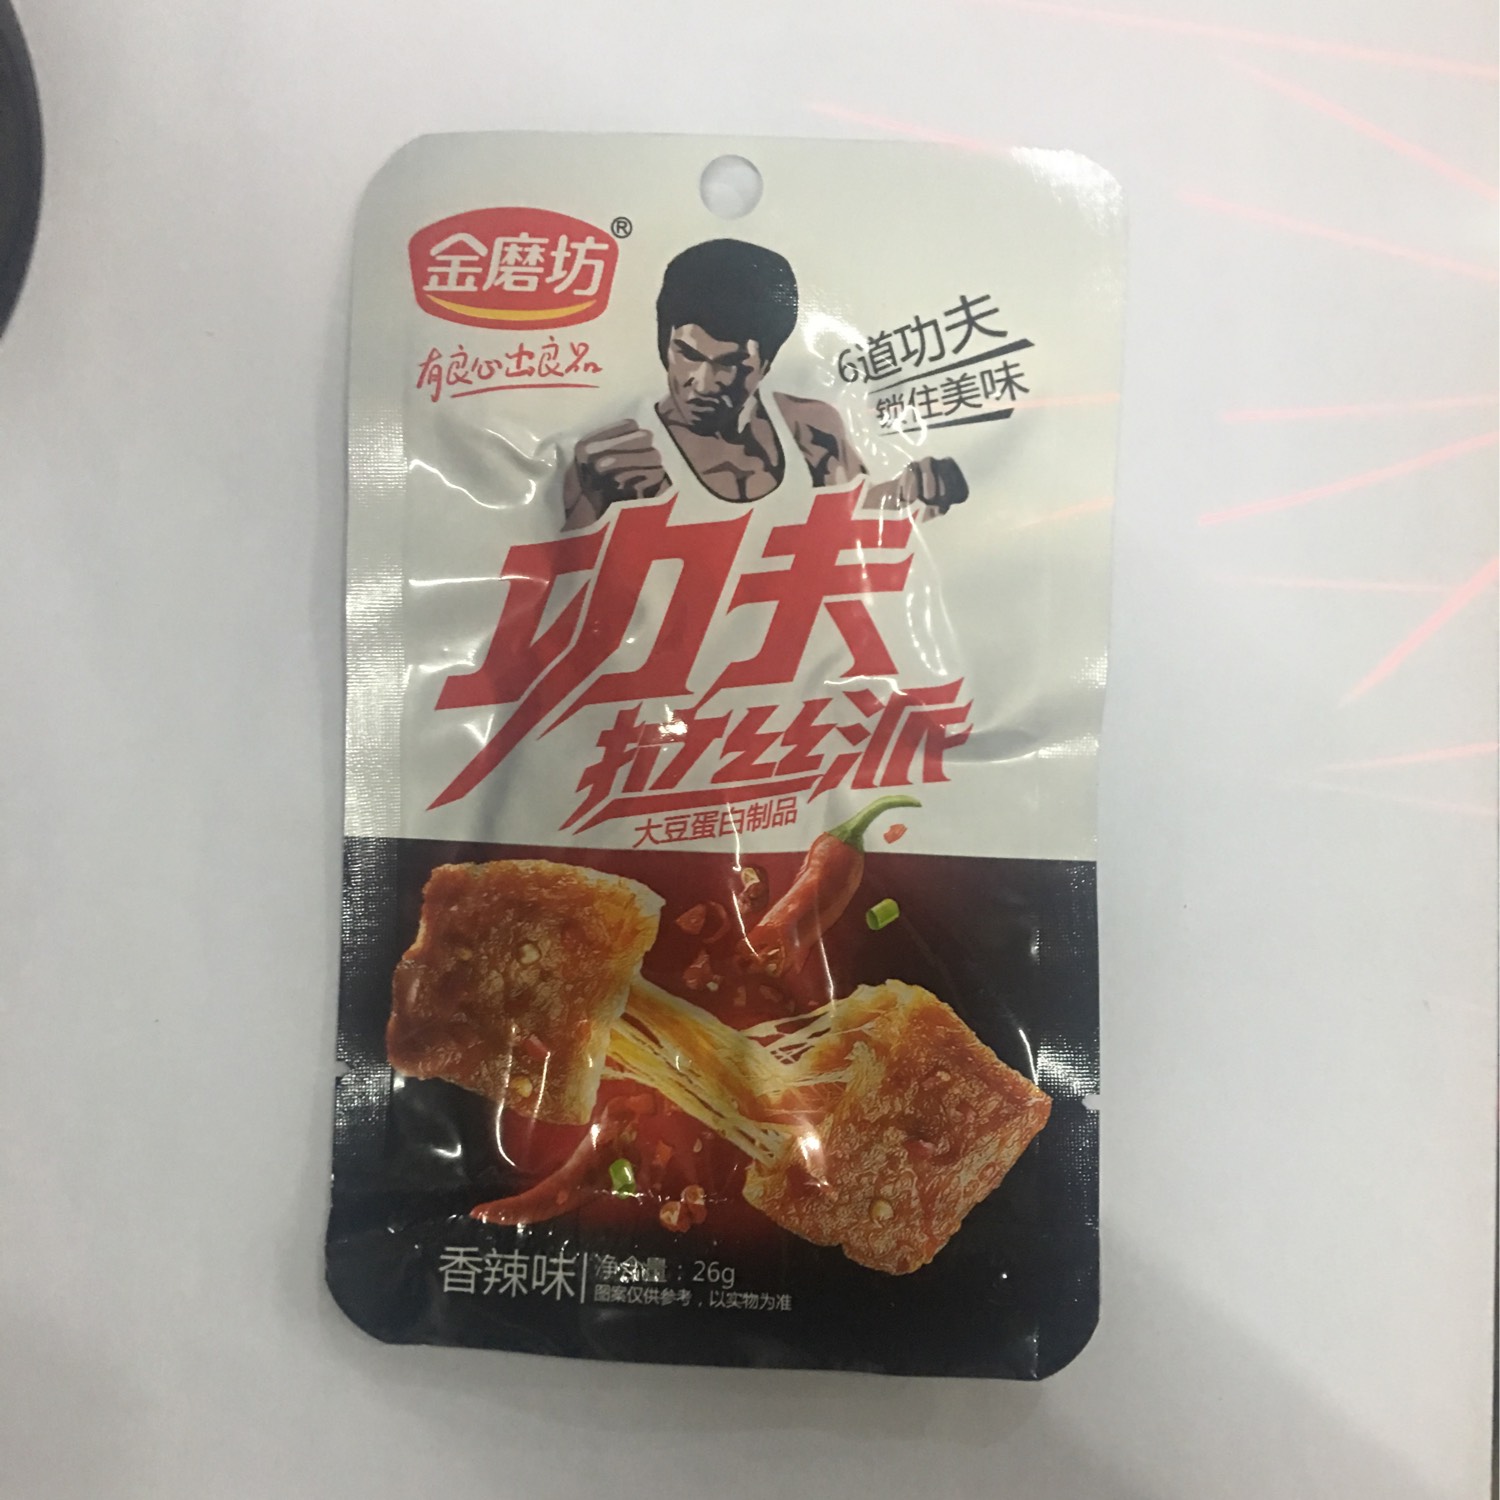 金磨坊®
有良心出良品
6道功夫
锁住美味
功夫
拉丝派
大豆蛋白制品
香辣味 净含量：26g
图案仅供参考，以实物为准